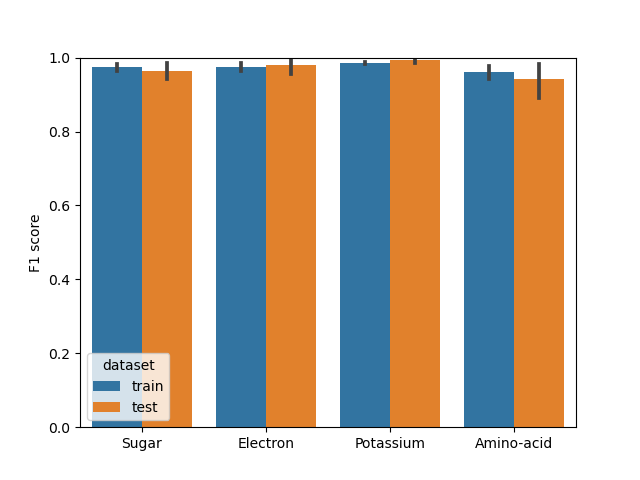 1.0
0.8
0.6
0.4
0.2
0.0
F1 score
dataset
train
test
Sugar Electron Potassium Amino-acid